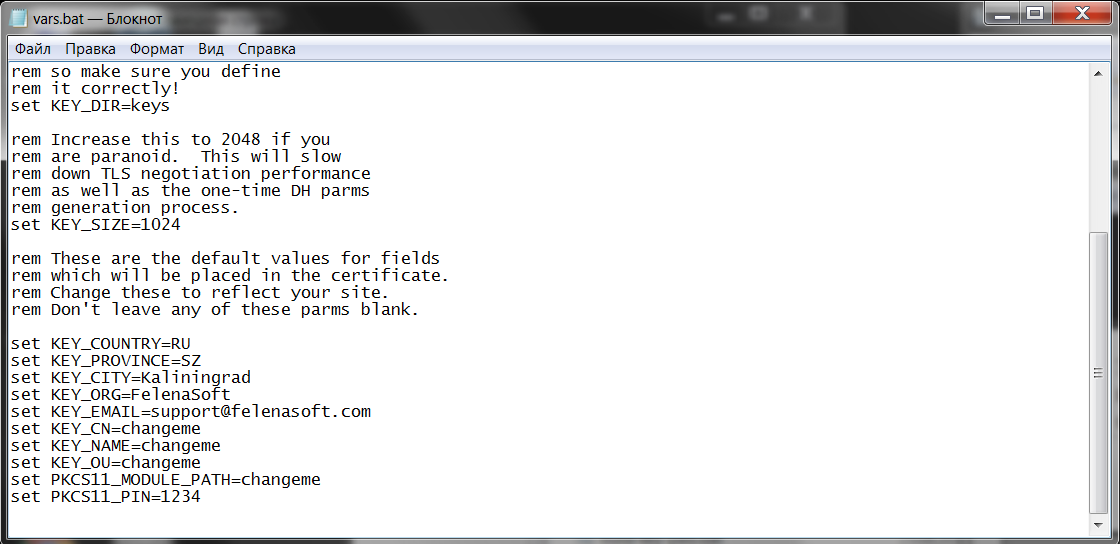 vars.bat — Блокнот
Файл Правка Формат Вид Справка
rem so make sure you define
rem it correctly!
set KEY_DIR=keys
rem Increase this to 2048 if you
rem are paranoid.  This will slow
rem down TLS negotiation performance
rem as well as the one-time DH parms
rem generation process.
set KEY_SIZE=1024
rem These are the default values for fields
rem which will be placed in the certificate.
rem Change these to reflect your site.
rem Don't leave any of these parms blank.
set KEY_COUNTRY=RU
set KEY_PROVINCE=SZ
set KEY_CITY=Kaliningrad
set KEY_ORG=FelenaSoft
set KEY_EMAIL=support@felenasoft.com
set KEY_CN=changeme
set KEY_NAME=changeme
set KEY_OU=changeme
set PKCS11_MODULE_PATH=changeme
set PKCS11_PIN=1234